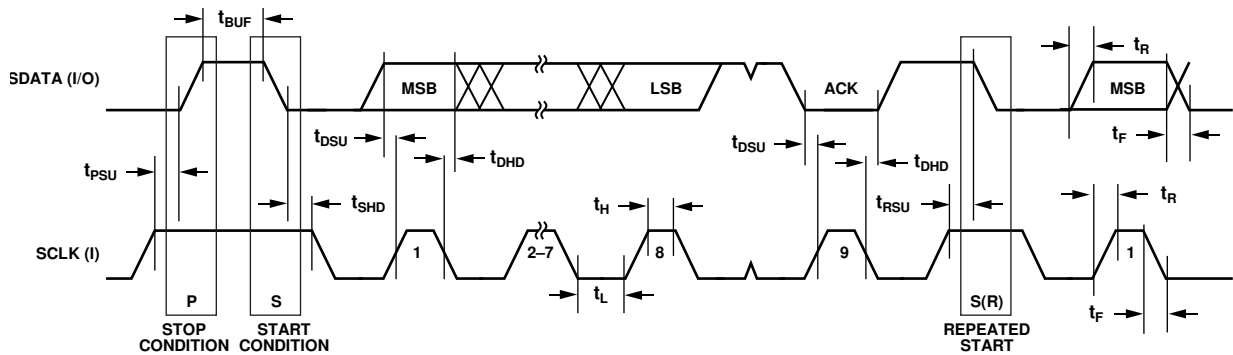 tBUF
tR
SDATA (I/O)
MSB
LSB
ACK
MSB
tDSU
tDHD
tDSU
tDHD
tF
tPSU
tSHD
tH
tRSU
tR
SCLK (I)
1
2–7
8
9
1
P
S
tL
S(R)
tF
STOP
CONDITION
START
CONDITION
REPEATED
START